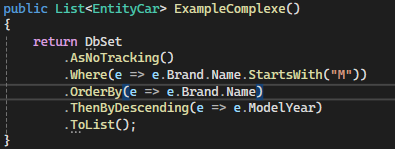 public List<EntityCar> ExampleComplexe()
{
    return DbSet
        .AsNoTracking()
        .Where(e => e.Brand.Name.StartsWith("M"))
        .OrderBy(e => e.Brand.Name)
        .ThenByDescending(e => e.ModelYear)
        .ToList();
}